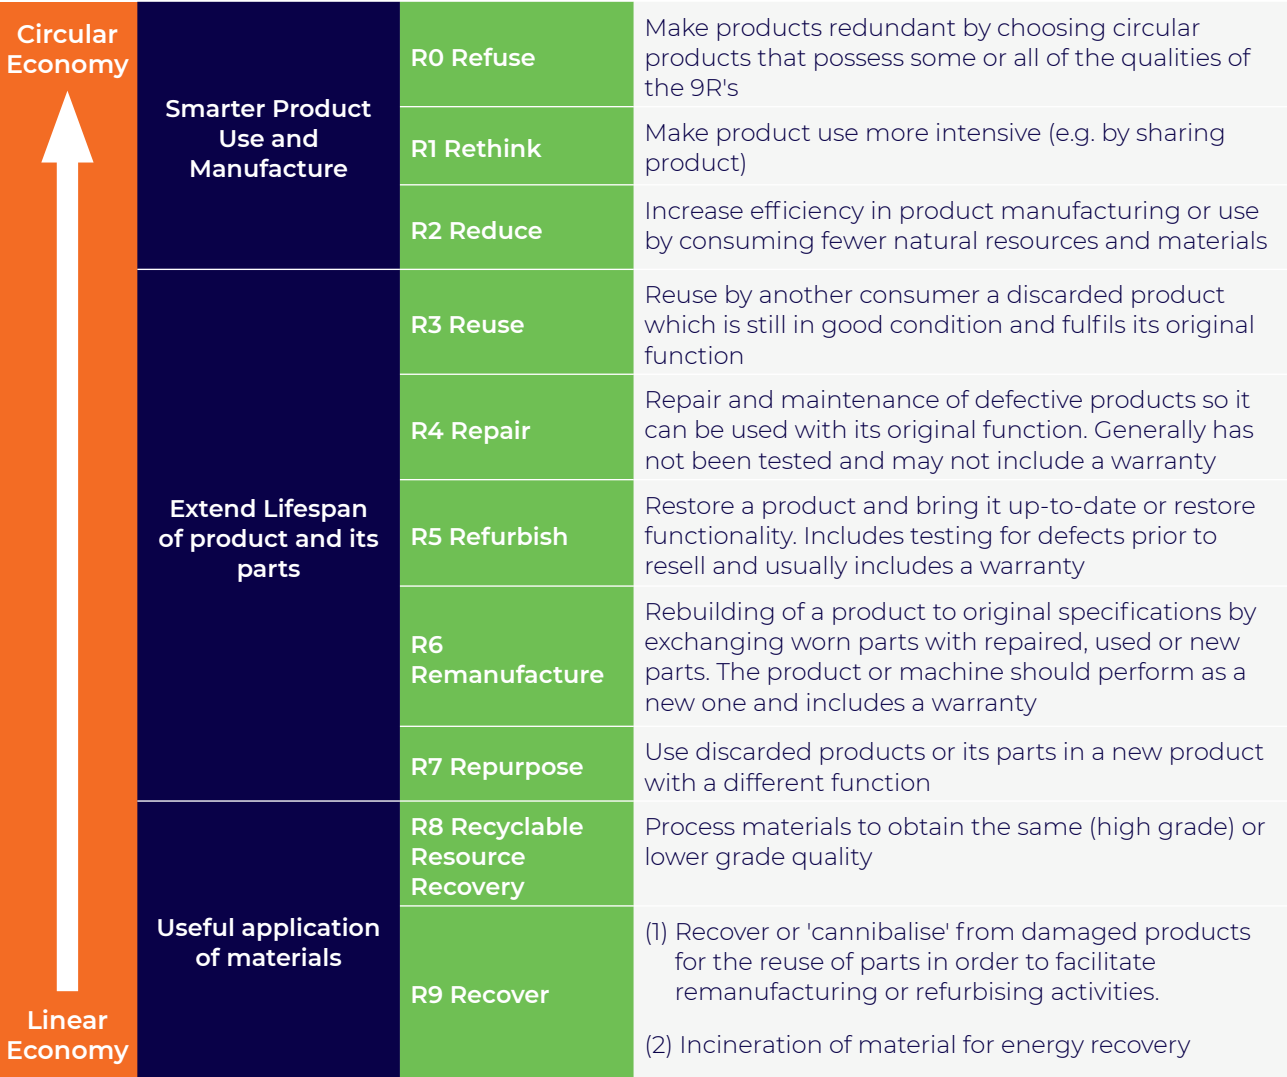 Circular
Economy
Smarter Product
Use and
Manufacture
R0 Refuse
Make products redundant by choosing circular
products that possess some or all of the qualities of
the 9R's
R1 Rethink
Make product use more intensive (e.g. by sharing
product)
R2 Reduce
Increase efficiency in product manufacturing or use
by consuming fewer natural resources and materials
Extend Lifespan
of product and its
parts
R3 Reuse
Reuse by another consumer a discarded product
which is still in good condition and fulfils its original
function
R4 Repair
Repair and maintenance of defective products so it
can be used with its original function. Generally has
not been tested and may not include a warranty
R5 Refurbish
Restore a product and bring it up-to-date or restore
functionality. Includes testing for defects prior to
resell and usually includes a warranty
R6
Remanufacture
Rebuilding of a product to original specifications by
exchanging worn parts with repaired, used or new
parts. The product or machine should perform as a
new one and includes a warranty
R7 Repurpose
Use discarded products or its parts in a new product
with a different function
Useful application
of materials
R8 Recyclable
Resource
Recovery
Process materials to obtain the same (high grade) or
lower grade quality
R9 Recover
(1) Recover or 'cannibalise' from damaged products
for the reuse of parts in order to facilitate
remanufacturing or refurbising activities.
(2) Incineration of material for energy recovery
Linear
Economy